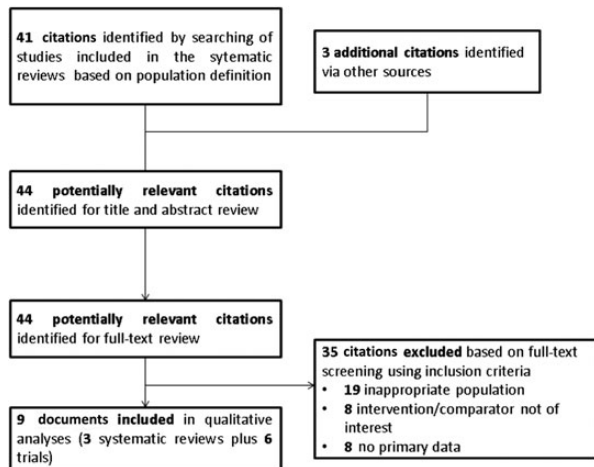 41 citations identified by searching of
studies included in the sytematic
reviews based on population definition
3 additional citations identified
via other sources
44 potentially relevant citations
identified for title and abstract review
44 potentially relevant citations
identified for full-text review
35 citations excluded based on full-text
screening using inclusion criteria
• 19 inappropriate population
• 8 intervention/comparator not of
interest
• 8 no primary data
9 documents included in qualitative
analyses (3 systematic reviews plus 6
trials)